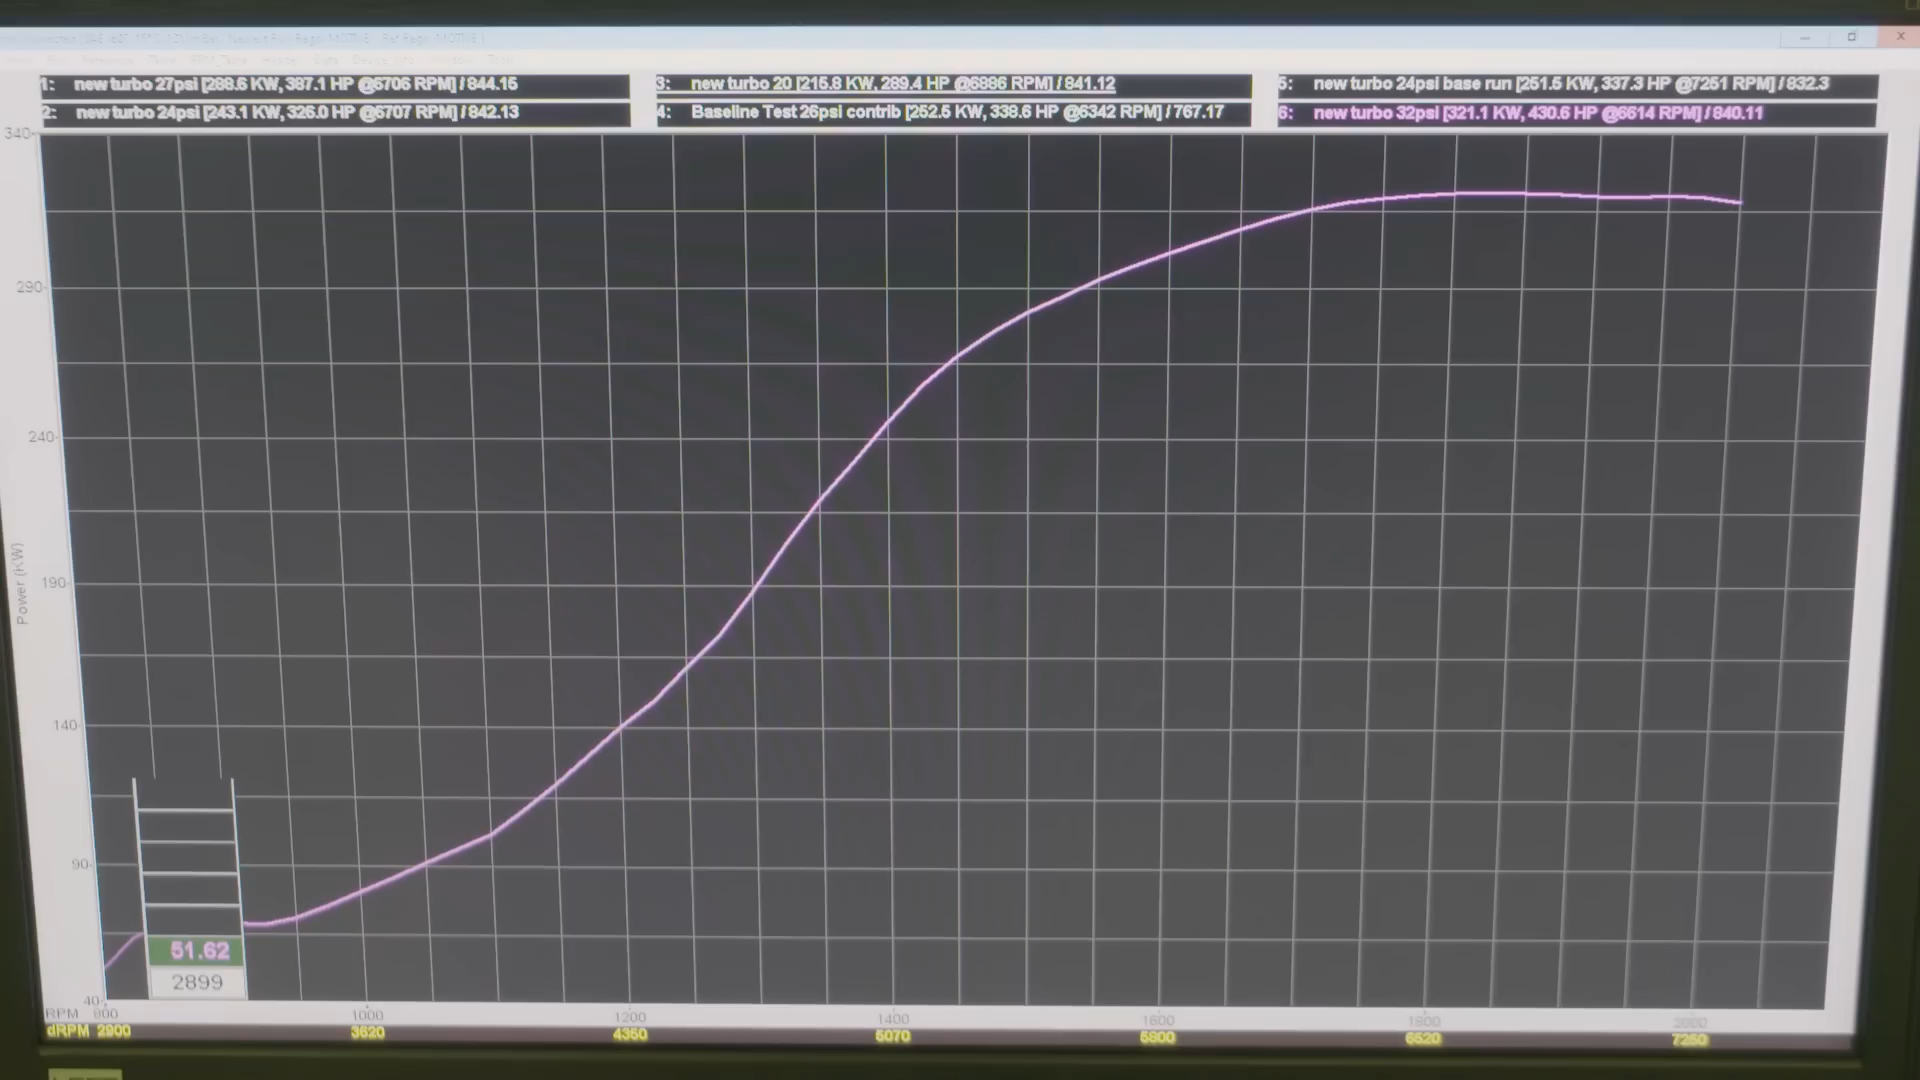 1: new turbo 27psi [288.6 KW, 387.1 HP @6706 RPM] / 844.15
3: new turbo 20 [215.8 KW, 289.4 HP @6886 RPM] / 841.12
5: new turbo 24psi base run [251.5 KW, 337.3 HP @7251 RPM] / 832.3
2: new turbo 24psi [243.1 KW, 326.0 HP @6707 RPM] / 842.13
4: Baseline Test 26psi contrib [252.5 KW, 338.6 HP @6342 RPM] / 767.17
6: new turbo 32psi [321.1 KW, 430.6 HP @6614 RPM] / 840.11
340
290
240
190
140
90
40
Power (KW)
51.62
2899
RPM 800 1000 1200 1400 1600 1800 2000
dRPM 2900 3620 4350 5070 5800 6520 7250